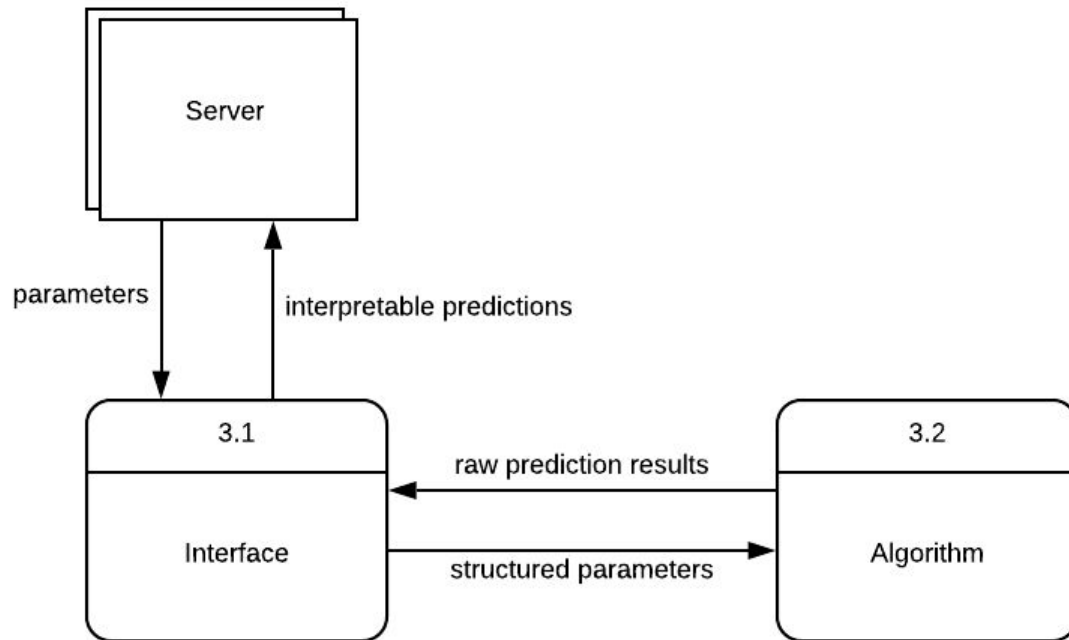 Server
parameters
interpretable predictions
3.1
Interface
raw prediction results
structured parameters
3.2
Algorithm